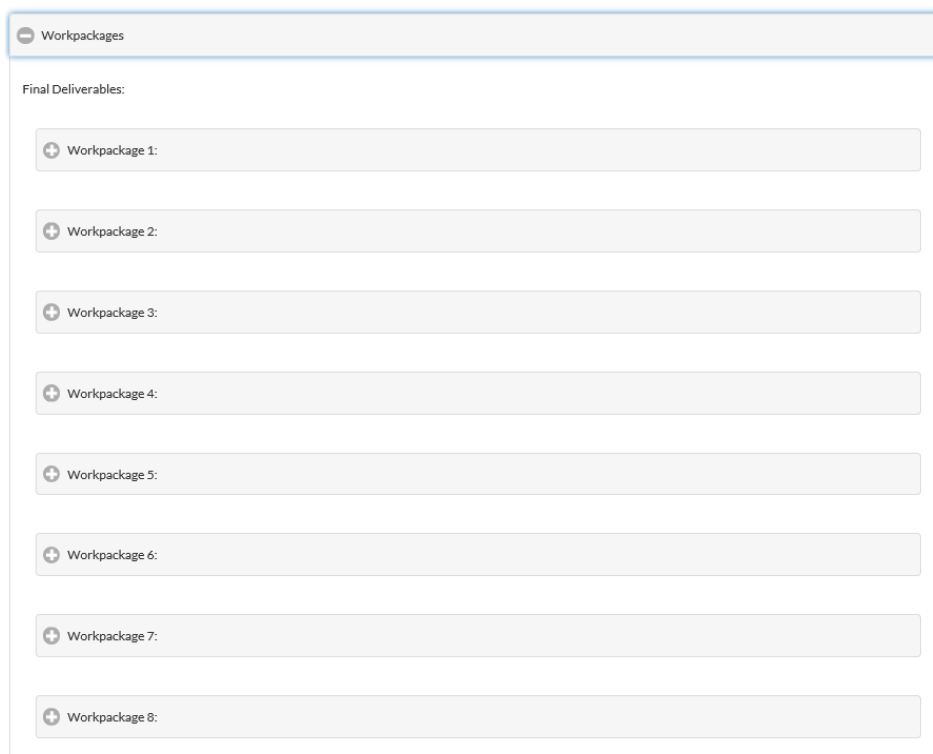 Workpackages
Final Deliverables:
Workpackage 1:
Workpackage 2:
Workpackage 3:
Workpackage 4:
Workpackage 5:
Workpackage 6:
Workpackage 7:
Workpackage 8: